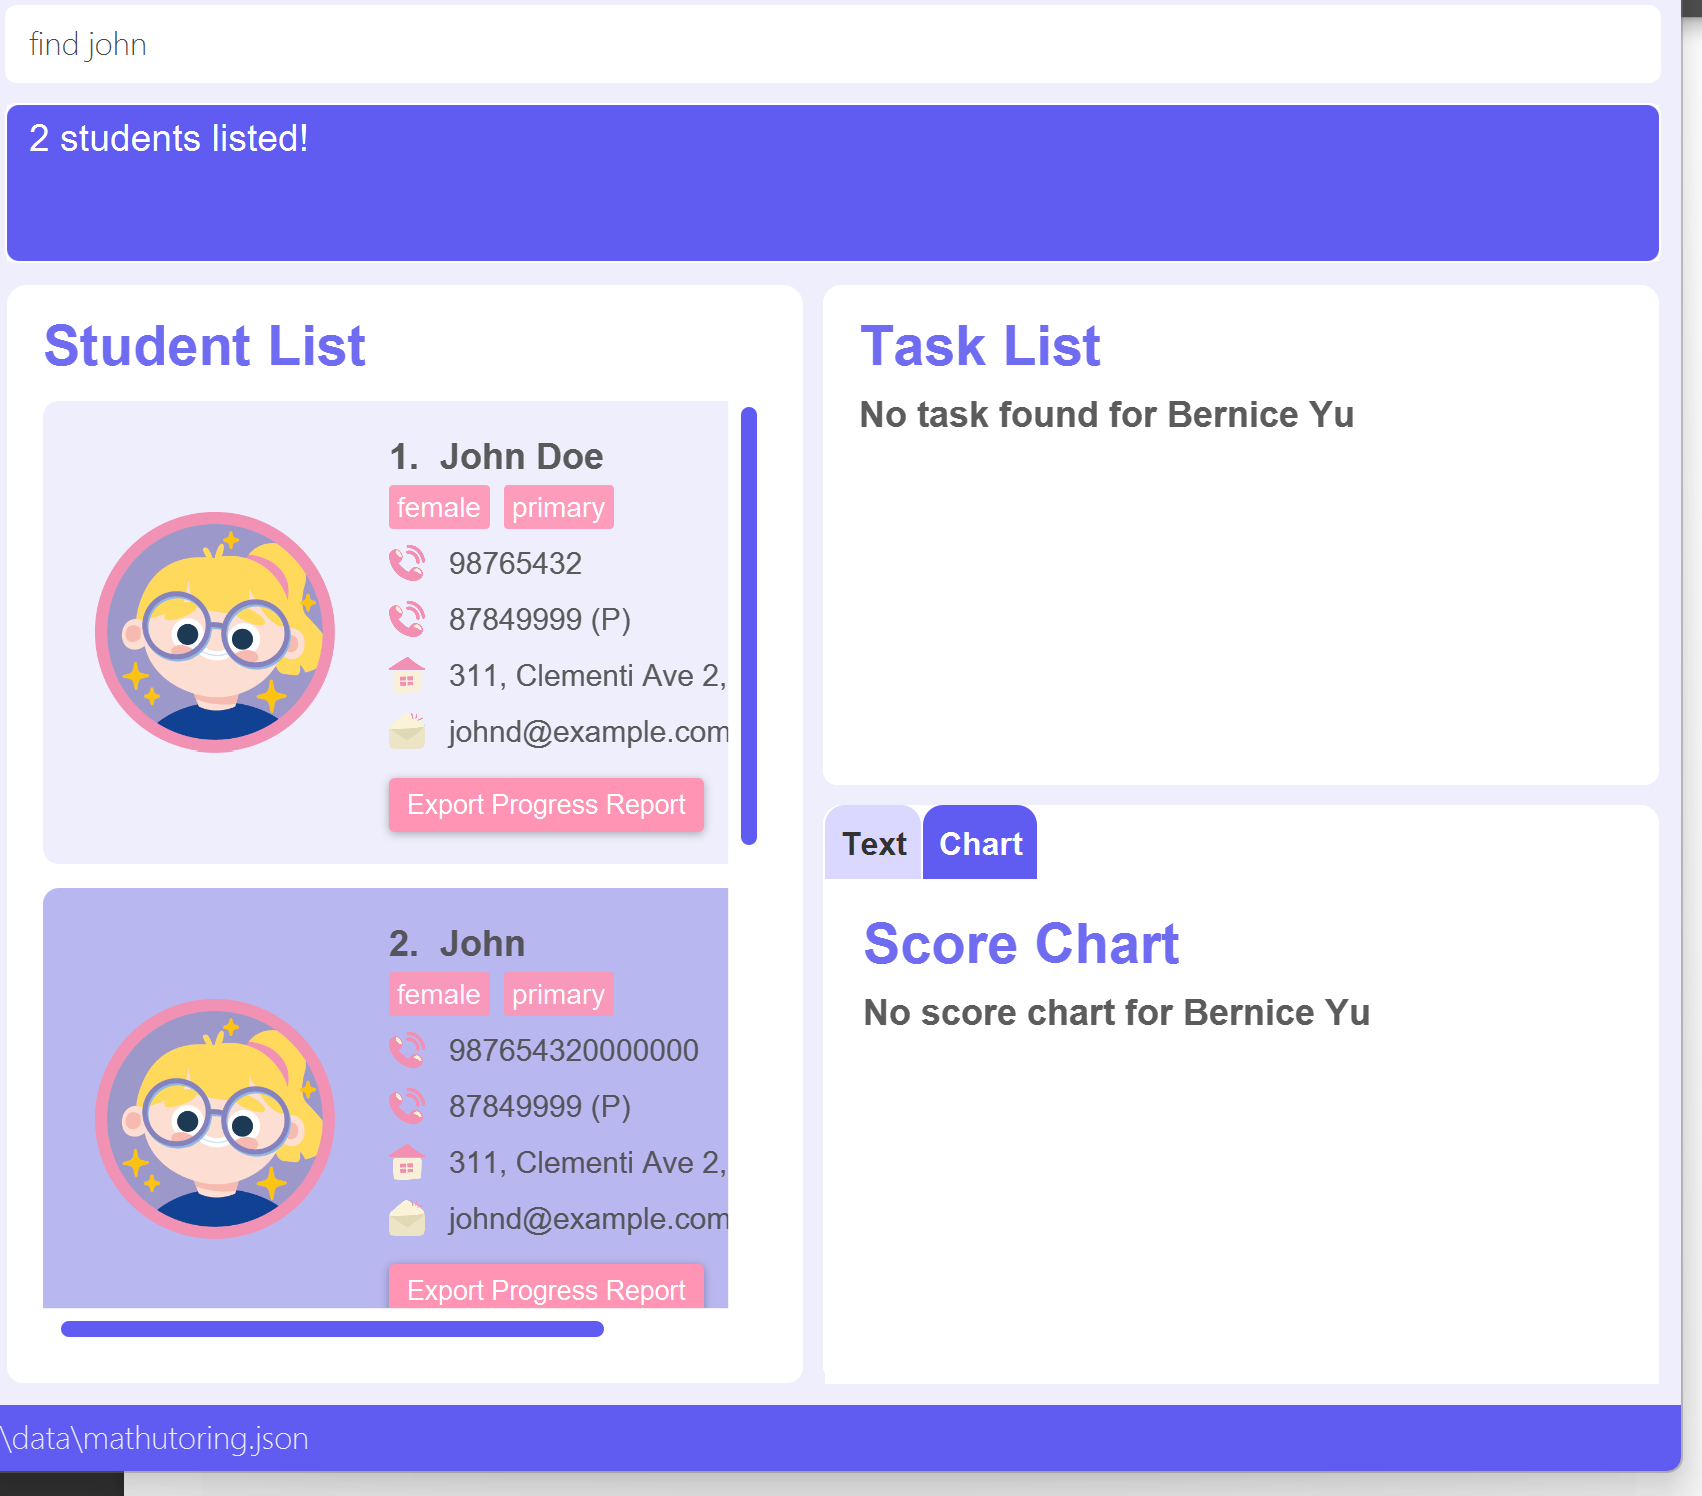 find john
2 students listed!
Student List
1. John Doe
female primary
98765432
87849999 (P)
311, Clementi Ave 2,
johnd@example.com
Export Progress Report
2. John
female primary
987654320000000
87849999 (P)
311, Clementi Ave 2,
johnd@example.com
Export Progress Report
Task List
No task found for Bernice Yu
Text Chart
Score Chart
No score chart for Bernice Yu
\data\mathutoring.json